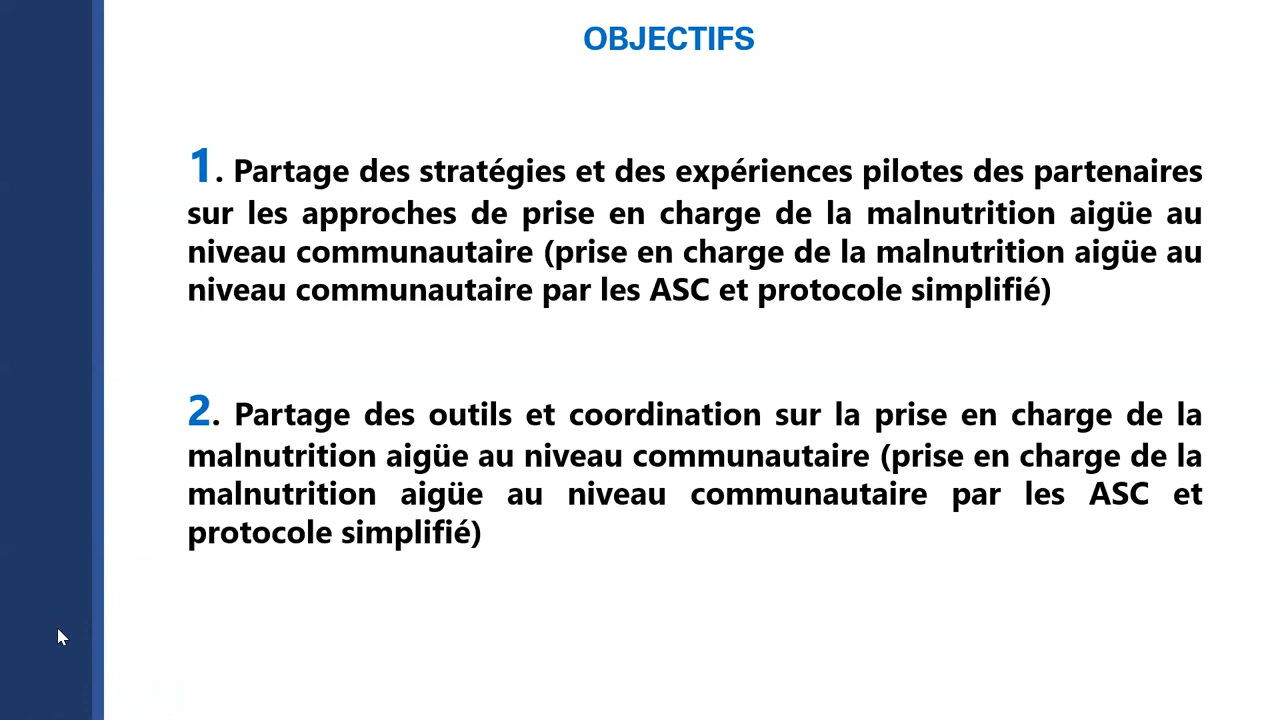 OBJECTIFS
1. Partage des stratégies et des expériences pilotes des partenaires
sur les approches de prise en charge de la malnutrition aigüe au
niveau communautaire (prise en charge de la malnutrition aigüe au
niveau communautaire par les ASC et protocole simplifié)
2. Partage des outils et coordination sur la prise en charge de la
malnutrition aigüe au niveau communautaire (prise en charge de la
malnutrition aigüe au niveau communautaire par les ASC et
protocole simplifié)